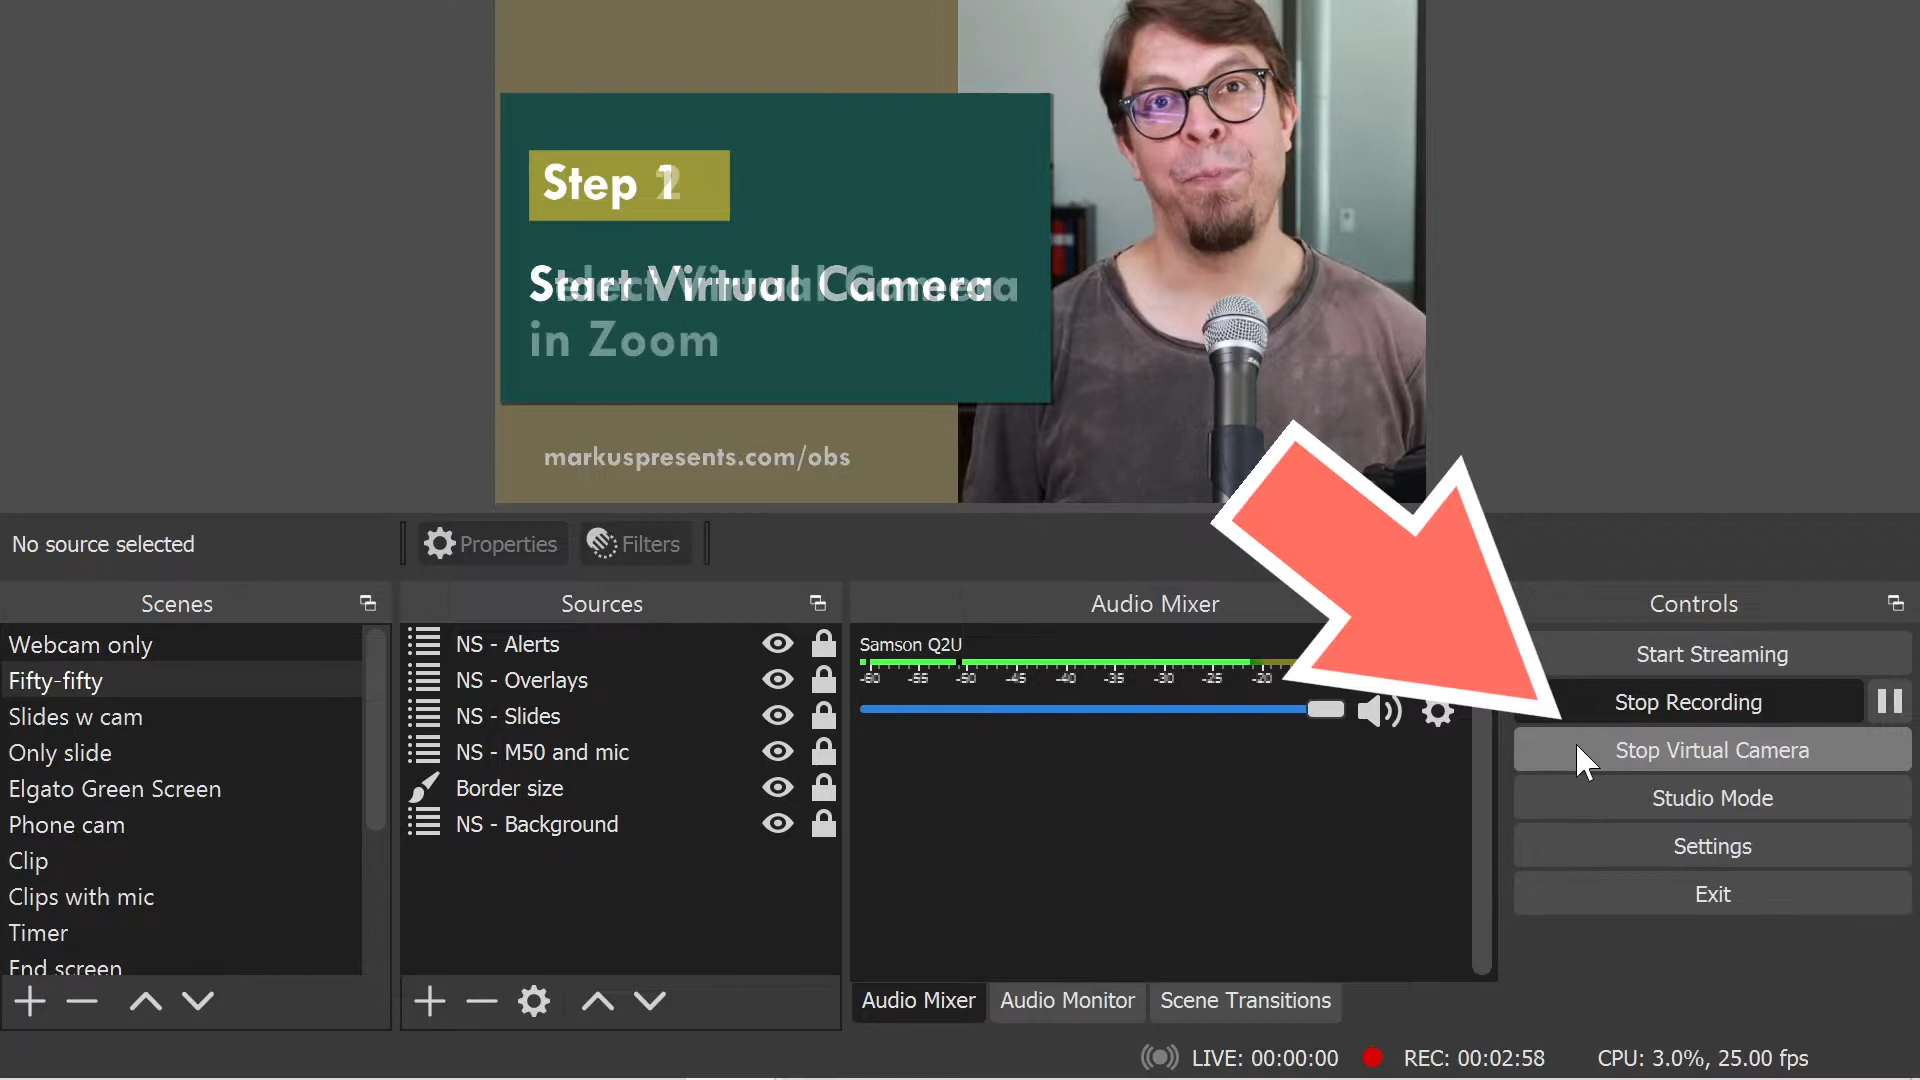 Step 1
Start Virtual Camera
in Zoom
markuspresents.com/obs
No source selected
Properties
Filters
Scenes
Sources
Audio Mixer
Controls
Webcam only
Fifty-fifty
Slides w cam
Only slide
Elgato Green Screen
Phone cam
Clip
Clips with mic
Timer
End screen
NS - Alerts
NS - Overlays
NS - Slides
NS - M50 and mic
Border size
NS - Background
Samson Q2U
-60 -55 -50 -45 -40 -35 -30 -25 -20
Start Streaming
Stop Recording
Stop Virtual Camera
Studio Mode
Settings
Exit
Audio Mixer
Audio Monitor
Scene Transitions
LIVE: 00:00:00
REC: 00:02:58
CPU: 3.0%, 25.00 fps